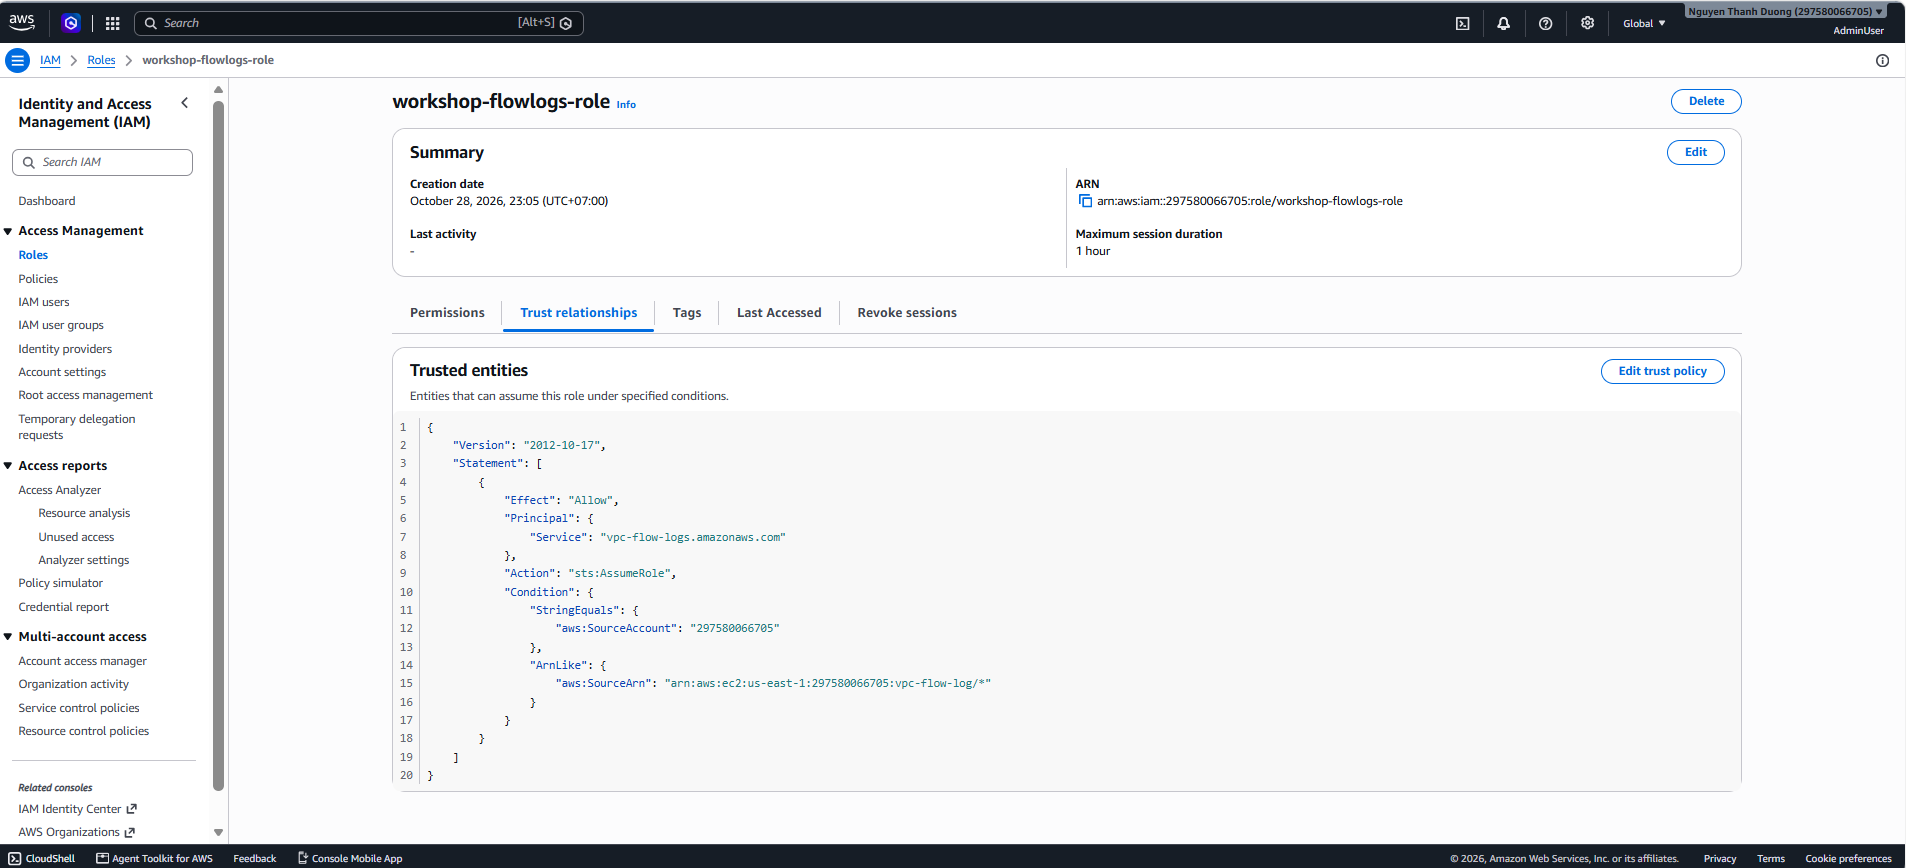 aws
Search
[Alt+S]
Global
Nguyen Thanh Duong (297580066705)
AdminUser
IAM
Roles
workshop-flowlogs-role
Identity and Access Management (IAM)
Search IAM
Dashboard
Access Management
Roles
Policies
IAM users
IAM user groups
Identity providers
Account settings
Root access management
Temporary delegation requests
Access reports
Access Analyzer
Resource analysis
Unused access
Analyzer settings
Policy simulator
Credential report
Multi-account access
Account access manager
Organization activity
Service control policies
Resource control policies
Related consoles
IAM Identity Center
AWS Organizations
workshop-flowlogs-role Info
Delete
Summary
Edit
Creation date
October 28, 2026, 23:05 (UTC+07:00)
Last activity
-
ARN
arn:aws:iam::297580066705:role/workshop-flowlogs-role
Maximum session duration
1 hour
Permissions
Trust relationships
Tags
Last Accessed
Revoke sessions
Trusted entities
Edit trust policy
Entities that can assume this role under specified conditions.
1 {
2     "Version": "2012-10-17",
3     "Statement": [
4         {
5             "Effect": "Allow",
6             "Principal": {
7                 "Service": "vpc-flow-logs.amazonaws.com"
8             },
9             "Action": "sts:AssumeRole",
10             "Condition": {
11                 "StringEquals": {
12                     "aws:SourceAccount": "297580066705"
13                 },
14                 "ArnLike": {
15                     "aws:SourceArn": "arn:aws:ec2:us-east-1:297580066705:vpc-flow-log/*"
16                 }
17             }
18         }
19     ]
20 }
CloudShell
Agent Toolkit for AWS
Feedback
Console Mobile App
© 2026, Amazon Web Services, Inc. or its affiliates.
Privacy
Terms
Cookie preferences